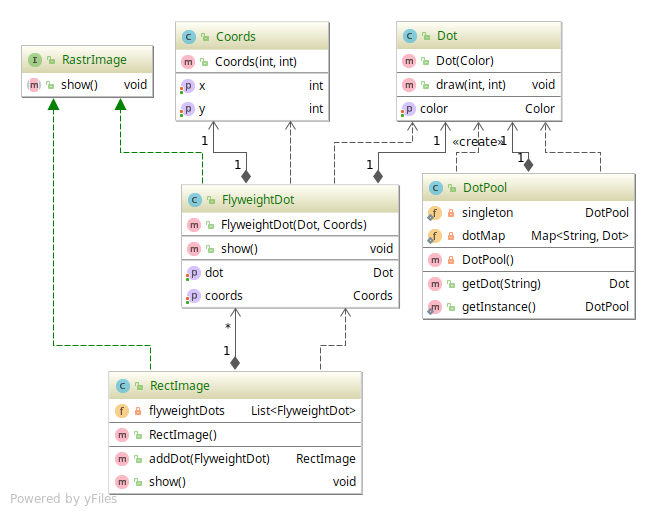 RastrImage
show() void
Coords
Coords(int, int)
x int
y int
Dot
Dot(Color)
draw(int, int) void
color Color
1
1
1
1
«create»
1
1
FlyweightDot
FlyweightDot(Dot, Coords)
show() void
dot Dot
coords Coords
DotPool
singleton DotPool
dotMap Map<String, Dot>
DotPool()
getDot(String) Dot
getInstance() DotPool
*
1
RectImage
flyweightDots List<FlyweightDot>
RectImage()
addDot(FlyweightDot) RectImage
show() void
Powered by yFiles